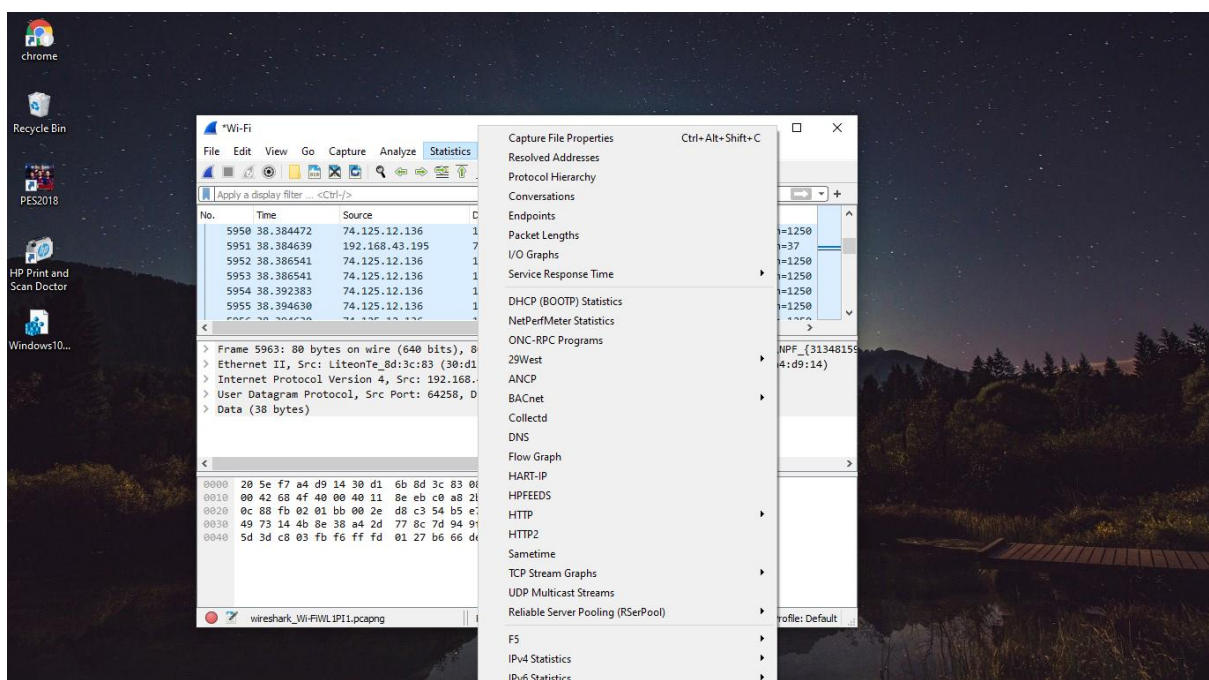 chrome
Recycle Bin
PES2018
HP Print and
Scan Doctor
Windows10...
*Wi-Fi
File Edit View Go Capture Analyze Statistics
Apply a display filter ... <Ctrl-/>
No. Time Source
5950 38.384472 74.125.12.136 1 =1250
5951 38.384639 192.168.43.195 7 =37
5952 38.386541 74.125.12.136 1 =1250
5953 38.386541 74.125.12.136 1 =1250
5954 38.392383 74.125.12.136 1 =1250
5955 38.394630 74.125.12.136 1 =1250
> Frame 5963: 80 bytes on wire (640 bits), 8 NPF_{31348159
> Ethernet II, Src: LiteonTe_8d:3c:83 (30:d1 4:d9:14)
> Internet Protocol Version 4, Src: 192.168.
> User Datagram Protocol, Src Port: 64258, D
> Data (38 bytes)
0000 20 5e f7 a4 d9 14 30 d1 6b 8d 3c 83 08
0010 00 42 68 4f 40 00 40 11 8e eb c0 a8 2b
0020 0c 88 fb 02 01 bb 00 2e d8 c3 54 b5 e7
0030 49 73 14 4b 8e 38 a4 2d 77 8c 7d 94 9f
0040 5d 3d c8 03 fb f6 ff fd 01 27 b6 66 de
wireshark_Wi-FiWL1PI1.pcapng
rofile: Default
Capture File Properties Ctrl+Alt+Shift+C
Resolved Addresses
Protocol Hierarchy
Conversations
Endpoints
Packet Lengths
I/O Graphs
Service Response Time
DHCP (BOOTP) Statistics
NetPerfMeter Statistics
ONC-RPC Programs
29West
ANCP
BACnet
Collectd
DNS
Flow Graph
HART-IP
HPFEEDS
HTTP
HTTP2
Sametime
TCP Stream Graphs
UDP Multicast Streams
Reliable Server Pooling (RSerPool)
F5
IPv4 Statistics
IPv6 Statistics